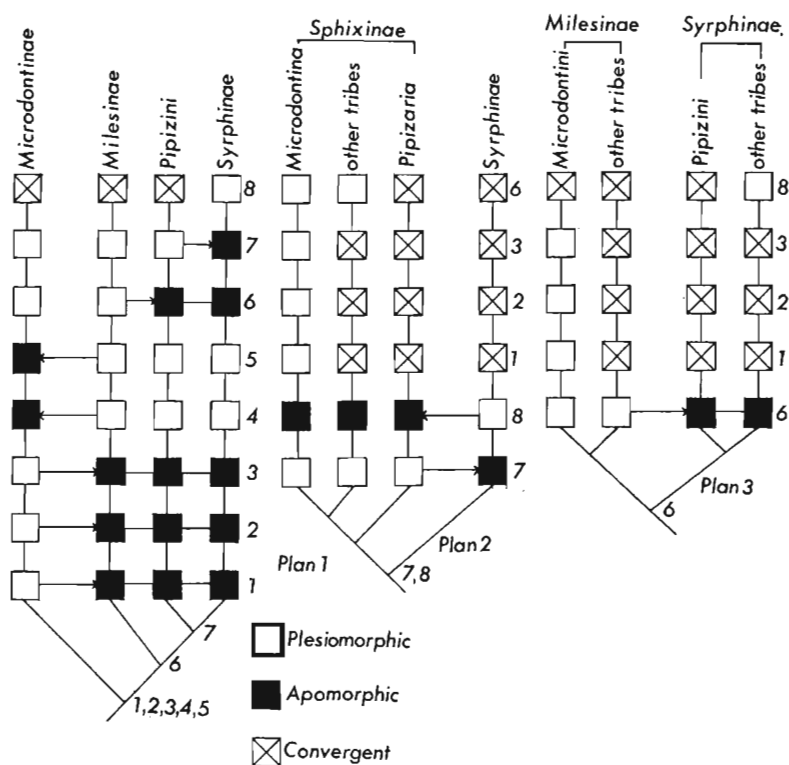 Sphixinae
Milesinae
Syrphinae
Microdontinae
Milesinae
Pipizini
Syrphinae
Microdontina
other tribes
Pipizaria
Syrphinae
Microdontini
other tribes
Pipizini
other tribes
8
7
6
5
4
3
2
1
7
6
1,2,3,4,5
6
3
2
1
8
7
Plan 1
Plan 2
7,8
8
3
2
1
6
Plan 3
6
Plesiomorphic
Apomorphic
Convergent